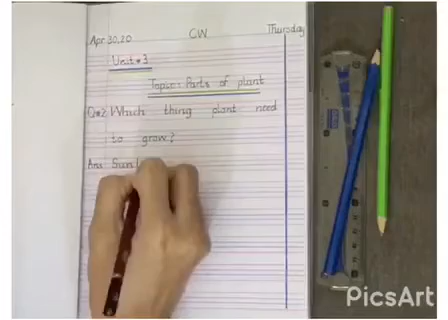 Apr 30,20 CW Thursday
Unit # 3
Topic: Parts of plant
Q#2 Which thing plant need
to grow?
Ans Sunl
PicsArt